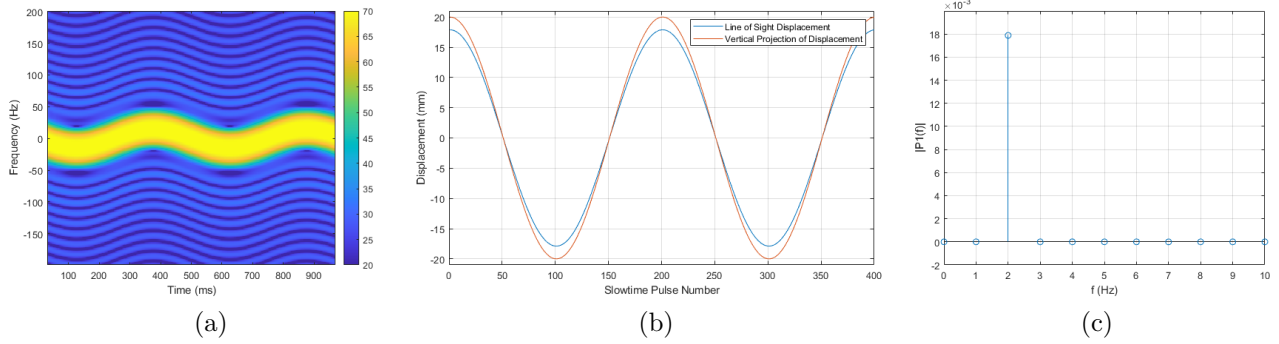 200
150
100
50
0
-50
-100
-150
Frequency (Hz)
100 200 300 400 500 600 700 800 900
Time (ms)
70
65
60
55
50
45
40
35
30
25
20
(a)
20
15
10
5
0
-5
-10
-15
-20
Displacement (mm)
0 50 100 150 200 250 300 350 400
Slowtime Pulse Number
Line of Sight Displacement
Vertical Projection of Displacement
(b)
×10⁻³
18
16
14
12
10
8
6
4
2
0
-2
|P1(f)|
0 1 2 3 4 5 6 7 8 9 10
f (Hz)
(c)